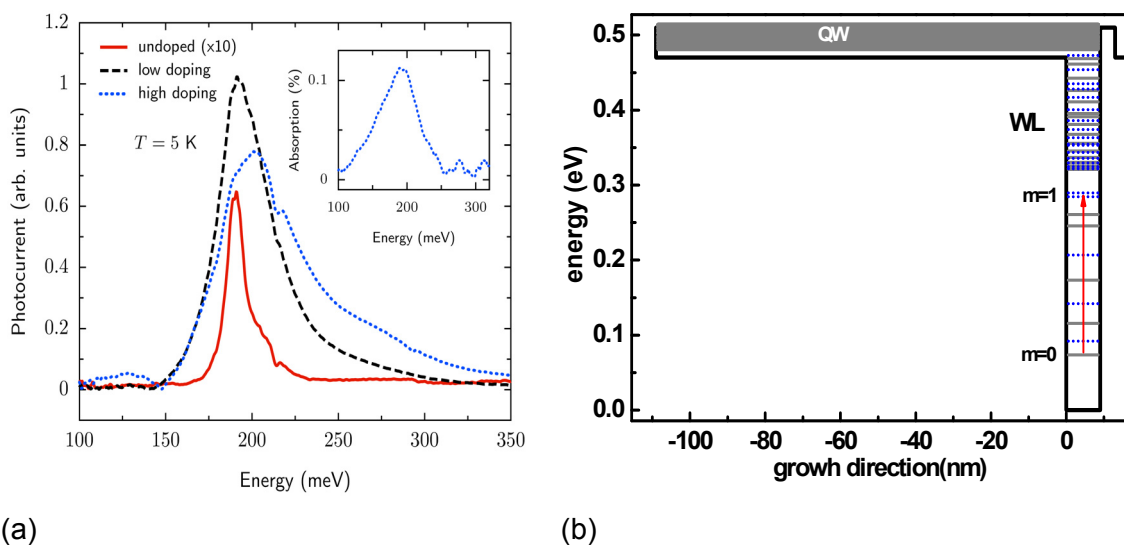 1.2
1
0.8
0.6
0.4
0.2
0
Photocurrent (arb. units)
undoped (x10)
low doping
high doping
T = 5 K
0.1
0
Absorption (%)
100 200 300
Energy (meV)
100 150 200 250 300 350
Energy (meV)
(a)
0.5
0.4
0.3
0.2
0.1
0.0
energy (eV)
QW
WL
m=1
m=0
-100 -80 -60 -40 -20 0
growh direction(nm)
(b)